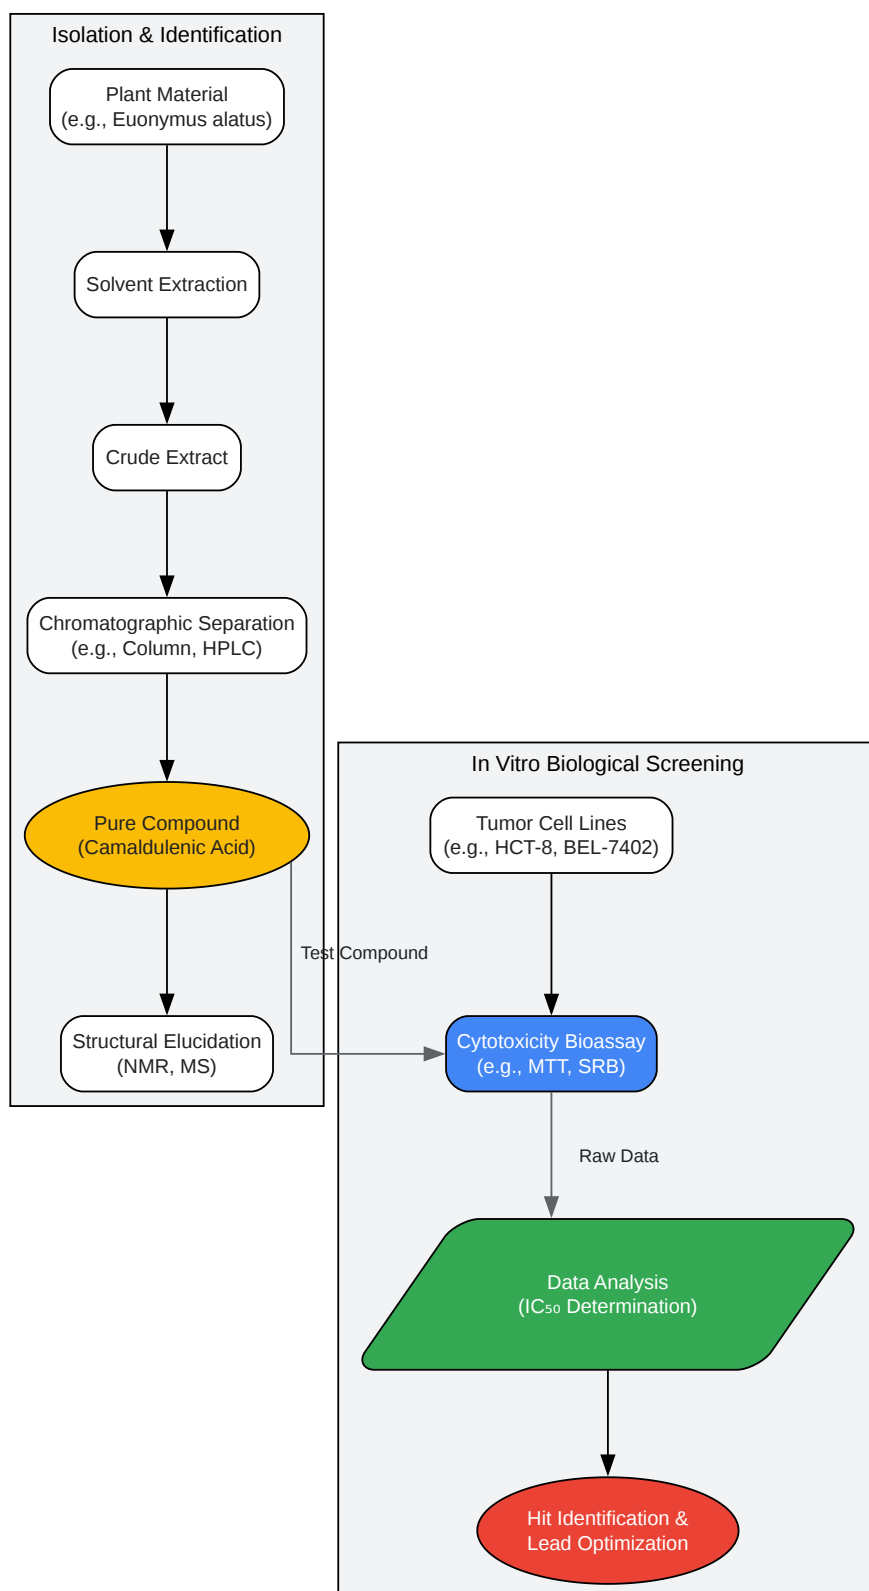 Isolation & Identification
Plant Material
(e.g., Euonymus alatus)
Solvent Extraction
Crude Extract
Chromatographic Separation
(e.g., Column, HPLC)
Pure Compound
(Camaldulenic Acid)
Structural Elucidation
(NMR, MS)
Test Compound
In Vitro Biological Screening
Tumor Cell Lines
(e.g., HCT-8, BEL-7402)
Cytotoxicity Bioassay
(e.g., MTT, SRB)
Raw Data
Data Analysis
(IC₅₀ Determination)
Hit Identification &
Lead Optimization